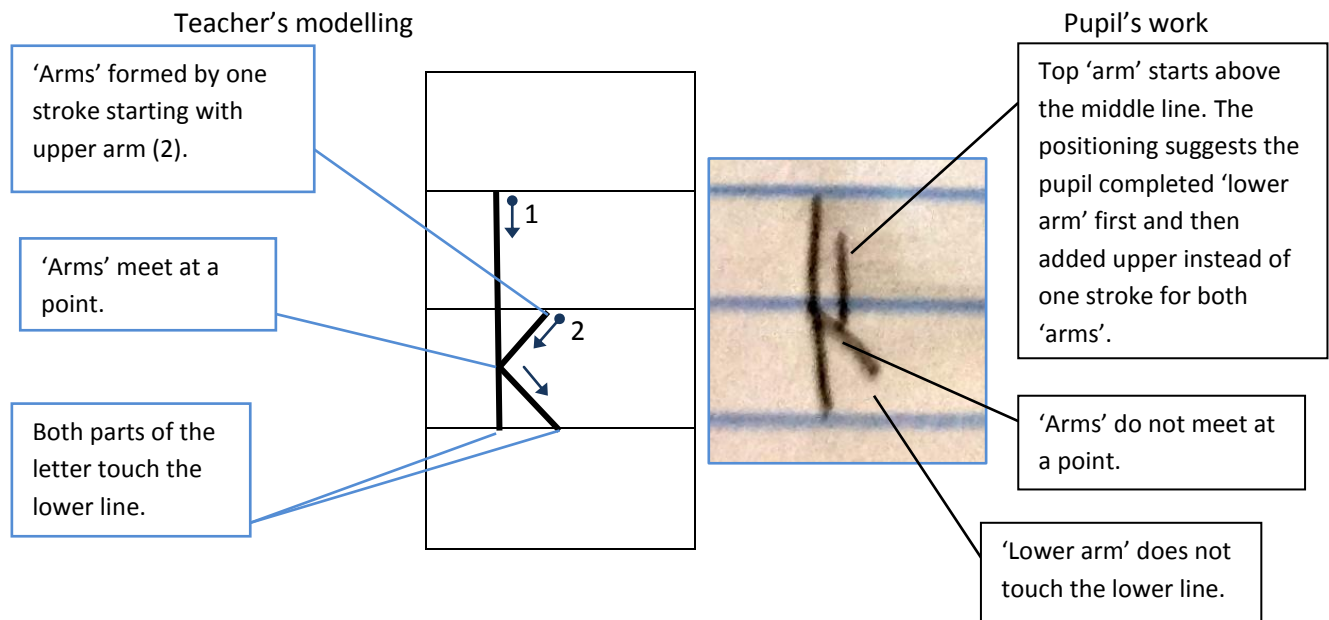 Teacher’s modelling
‘Arms’ formed by one
stroke starting with
upper arm (2).
‘Arms’ meet at a
point.
Both parts of the
letter touch the
lower line.
1
2
Pupil’s work
Top ‘arm’ starts above
the middle line. The
positioning suggests the
pupil completed ‘lower
arm’ first and then
added upper instead of
one stroke for both
‘arms’.
‘Arms’ do not meet at
a point.
‘Lower arm’ does not
touch the lower line.